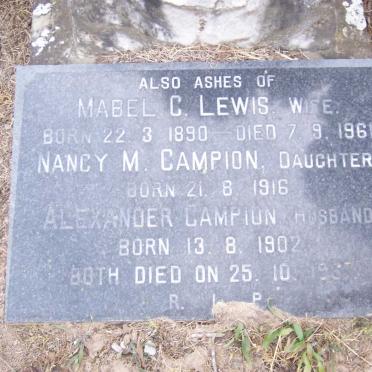 ALSO ASHES OF
MABEL C. LEWIS. WIFE.
BORN 22 3 1890 — DIED 7 9. 1961
NANCY M. CAMPION, DAUGHTER
BORN 21. 8. 1916
ALEXANDER CAMPION, HUSBAND
BORN 13. 8. 1902
BOTH DIED ON 25. 10.
R. I. P.